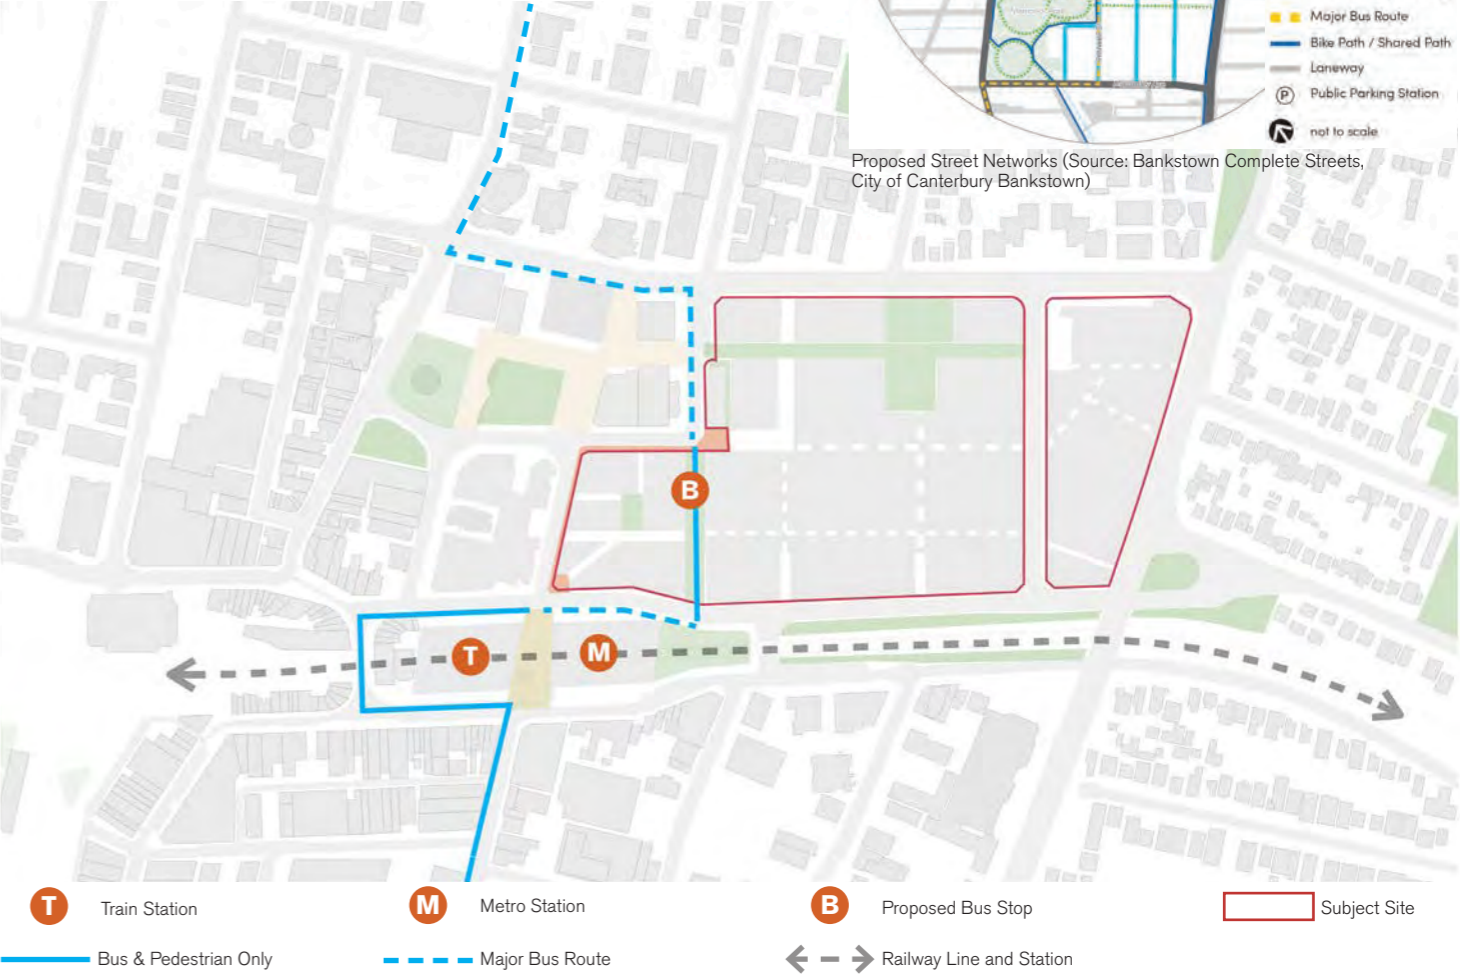 Major Bus Route
Bike Path / Shared Path
Laneway
P Public Parking Station
not to scale
Proposed Street Networks (Source: Bankstown Complete Streets,
City of Canterbury Bankstown)
B
T
M
T Train Station
M Metro Station
B Proposed Bus Stop
Subject Site
Bus & Pedestrian Only
Major Bus Route
Railway Line and Station